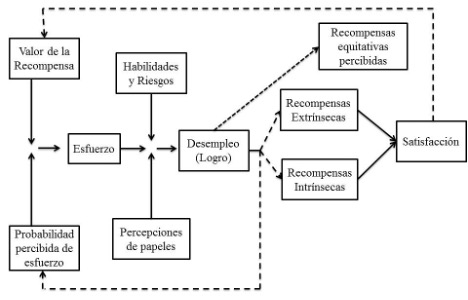 Valor de la
Recompensa
Habilidades
y Riesgos
Recompensas
equitativas
percibidas
Esfuerzo
Desempleo
(Logro)
Recompensas
Extrínsecas
Recompensas
Intrínsecas
Satisfacción
Probabilidad
percibida de
esfuerzo
Percepciones
de papeles